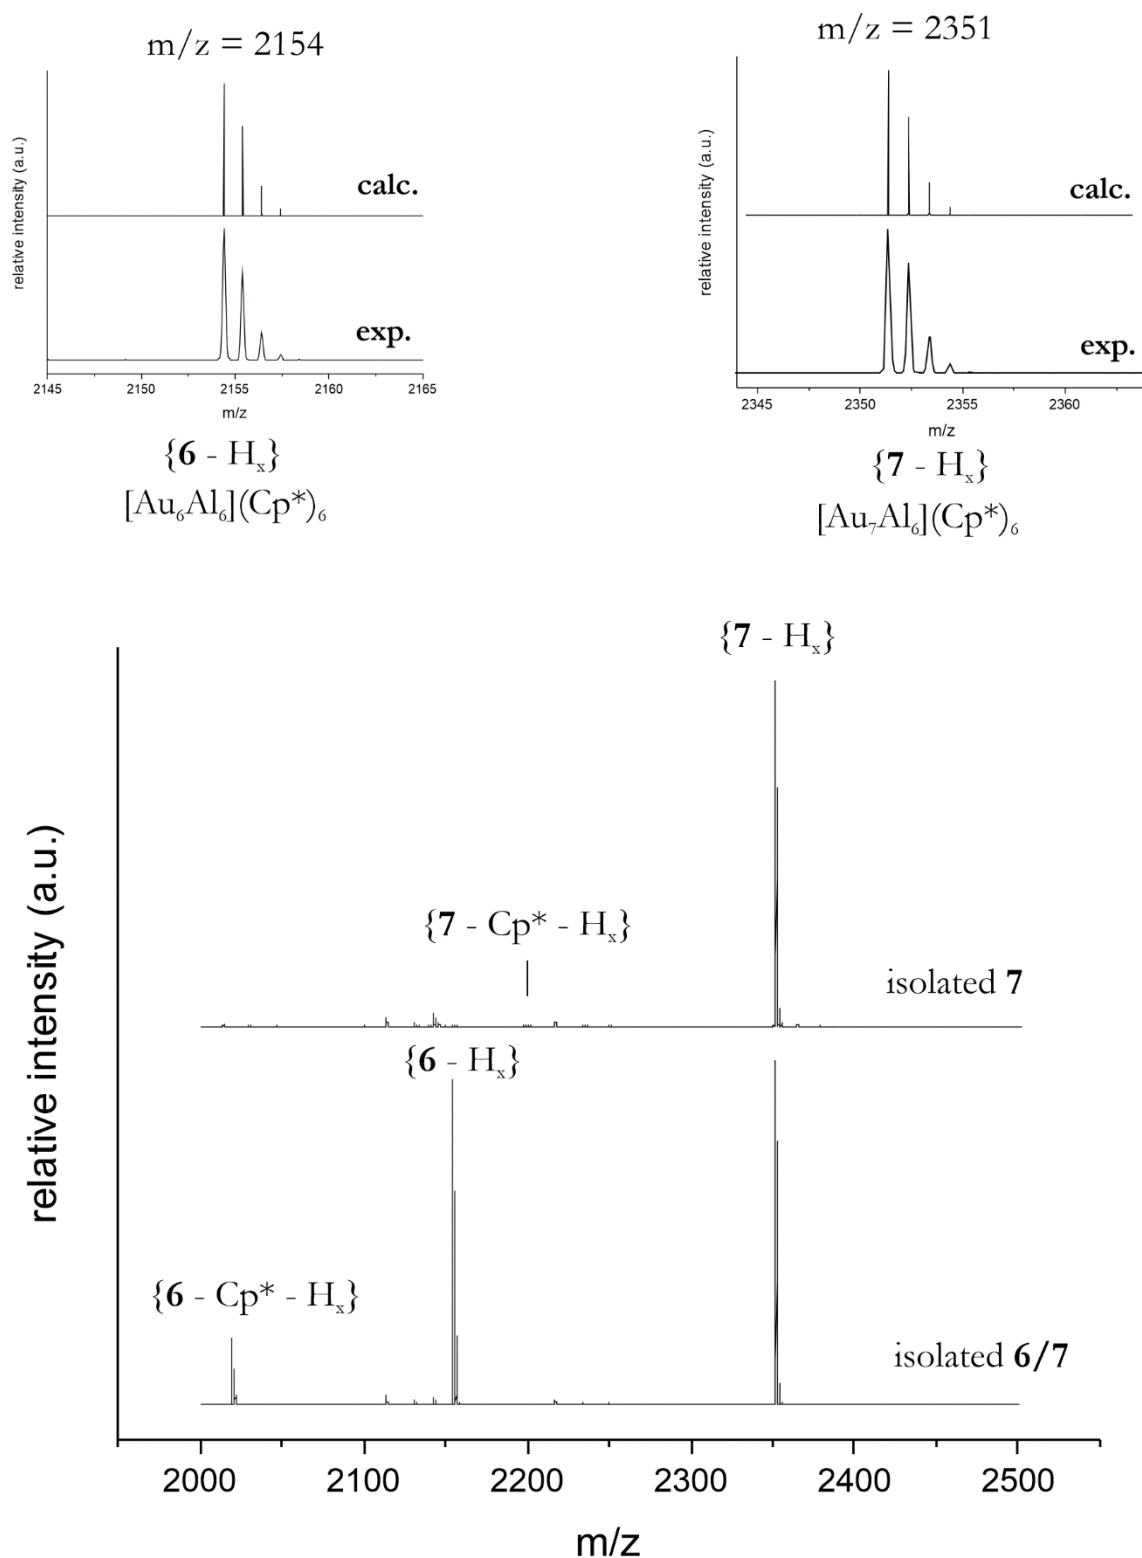 m/z = 2154
relative intensity (a.u.)
calc.
exp.
2145 2150 2155 2160 2165
m/z
{6 - Hₓ}
[Au₆Al₆](Cp*)₆
m/z = 2351
relative intensity (a.u.)
calc.
exp.
2345 2350 2355 2360
m/z
{7 - Hₓ}
[Au₇Al₆](Cp*)₆
{7 - Hₓ}
{7 - Cp* - Hₓ}
isolated 7
{6 - Hₓ}
{6 - Cp* - Hₓ}
isolated 6/7
relative intensity (a.u.)
2000 2100 2200 2300 2400 2500
m/z